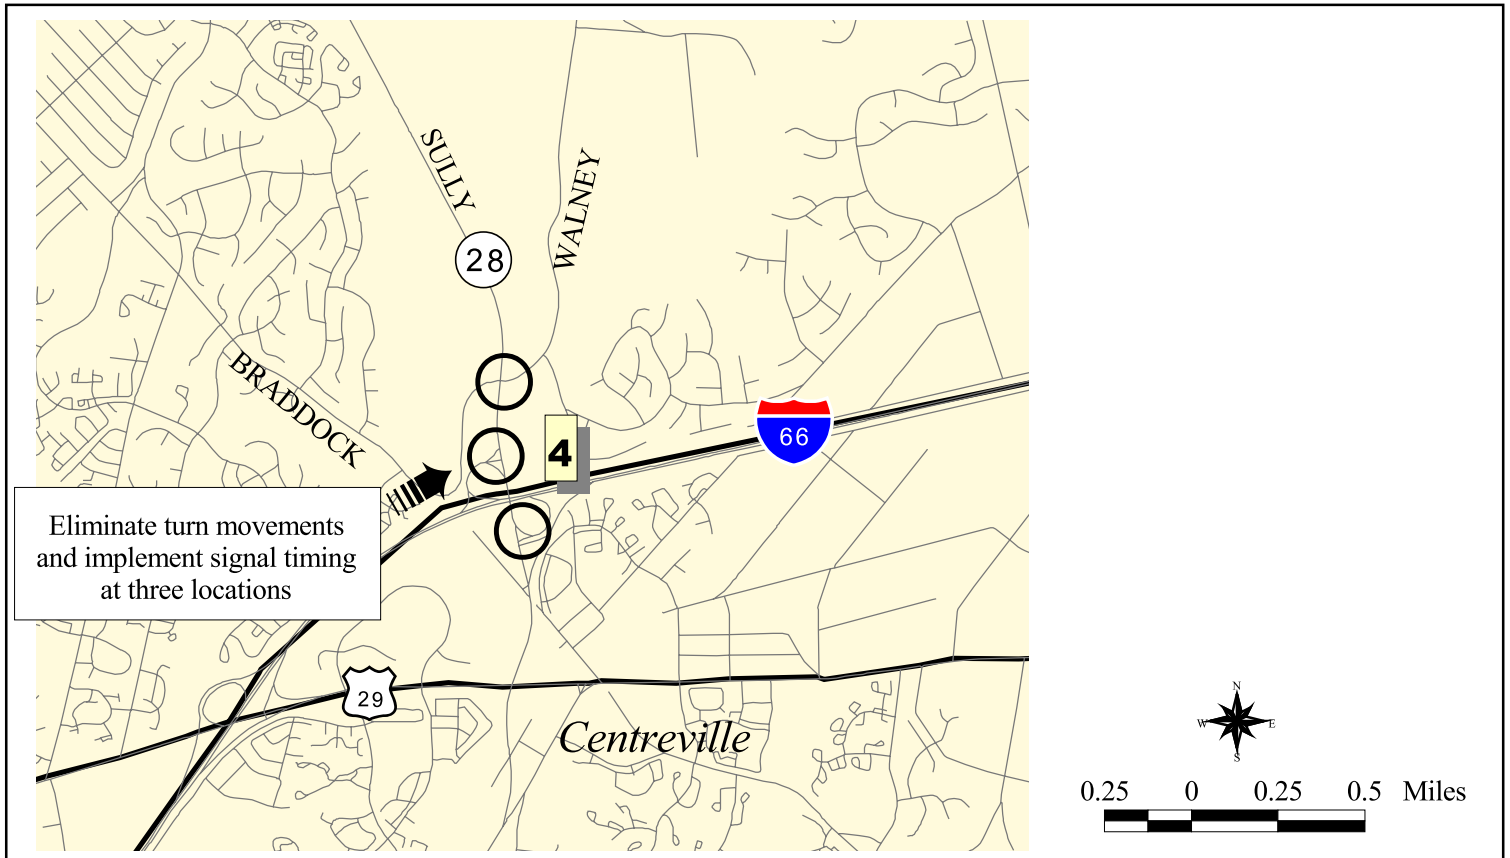 SULLY
WALNEY
28
BRADDOCK
4
66
Eliminate turn movements
and implement signal timing
at three locations
29
Centreville
N
W E
S
0.25 0 0.25 0.5 Miles